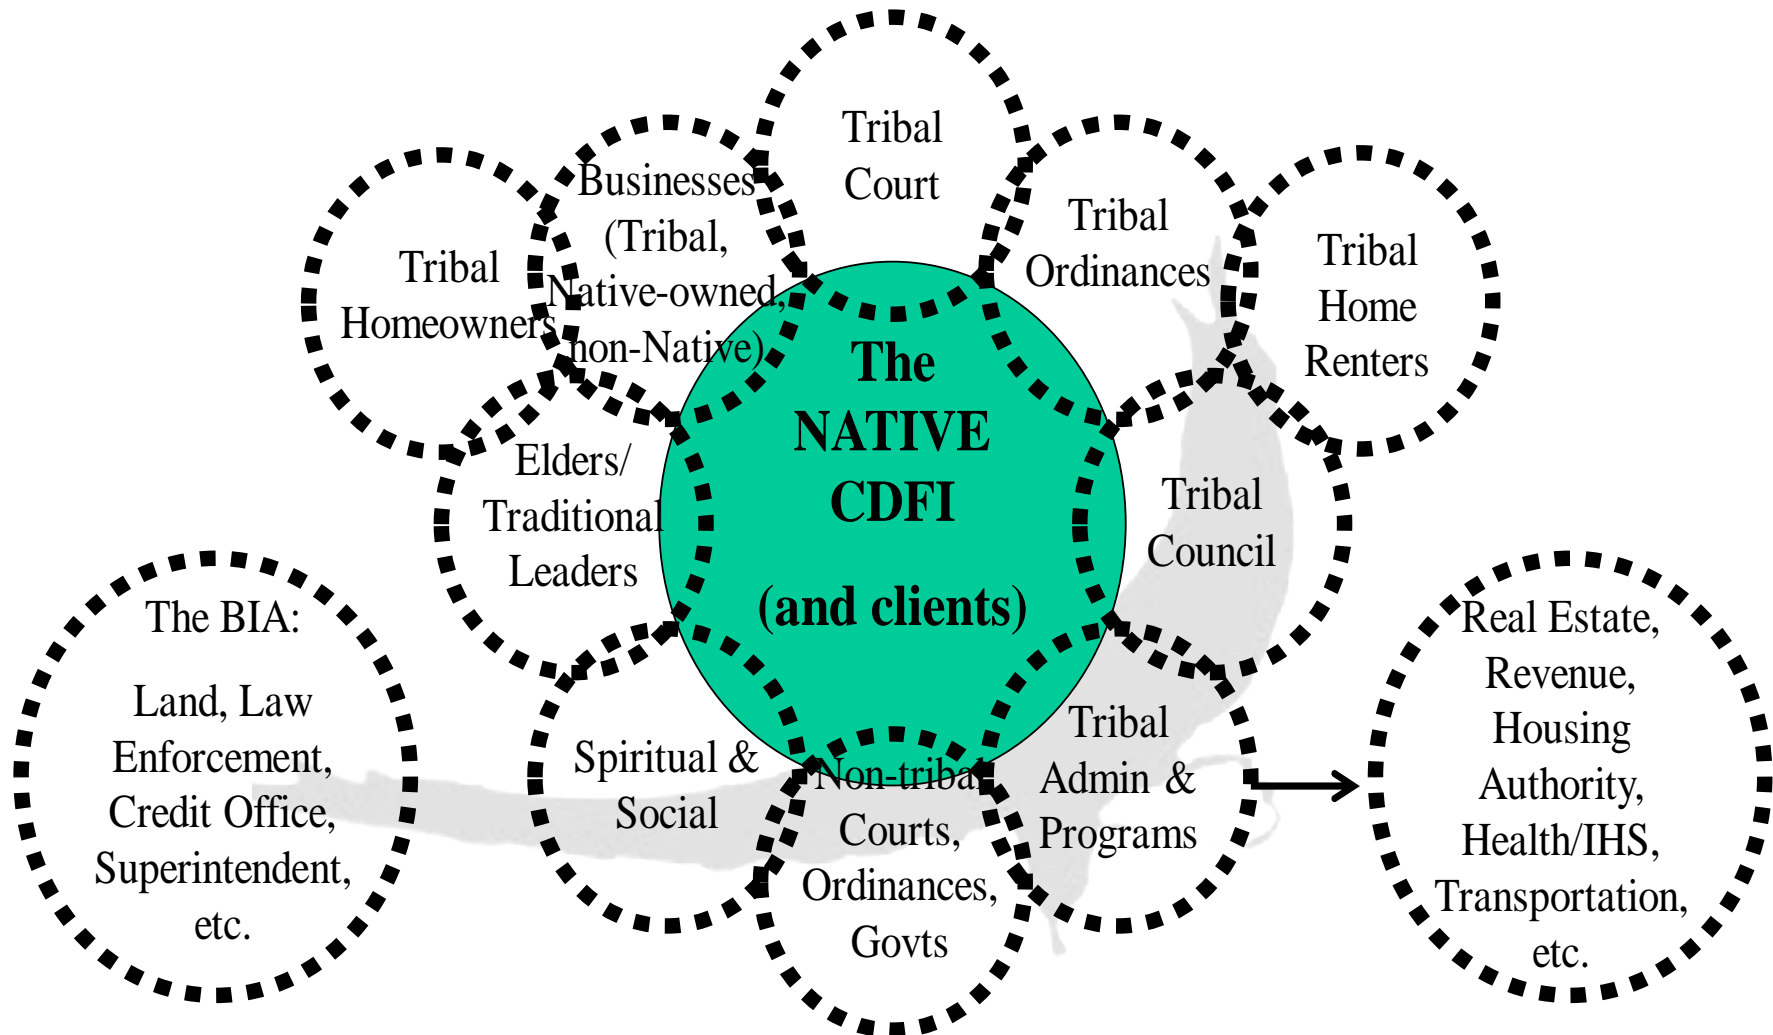 Tribal
Court
Businesses
(Tribal,
Native-owned,
non-Native)
Tribal
Ordinances
Tribal
Homeowners
Tribal
Home
Renters
The
NATIVE
CDFI
(and clients)
Elders/
Traditional
Leaders
Tribal
Council
The BIA:
Land, Law
Enforcement,
Credit Office,
Superintendent,
etc.
Spiritual &
Social
Non-tribal
Courts,
Ordinances,
Govts
Tribal
Admin &
Programs
Real Estate,
Revenue,
Housing
Authority,
Health/IHS,
Transportation,
etc.